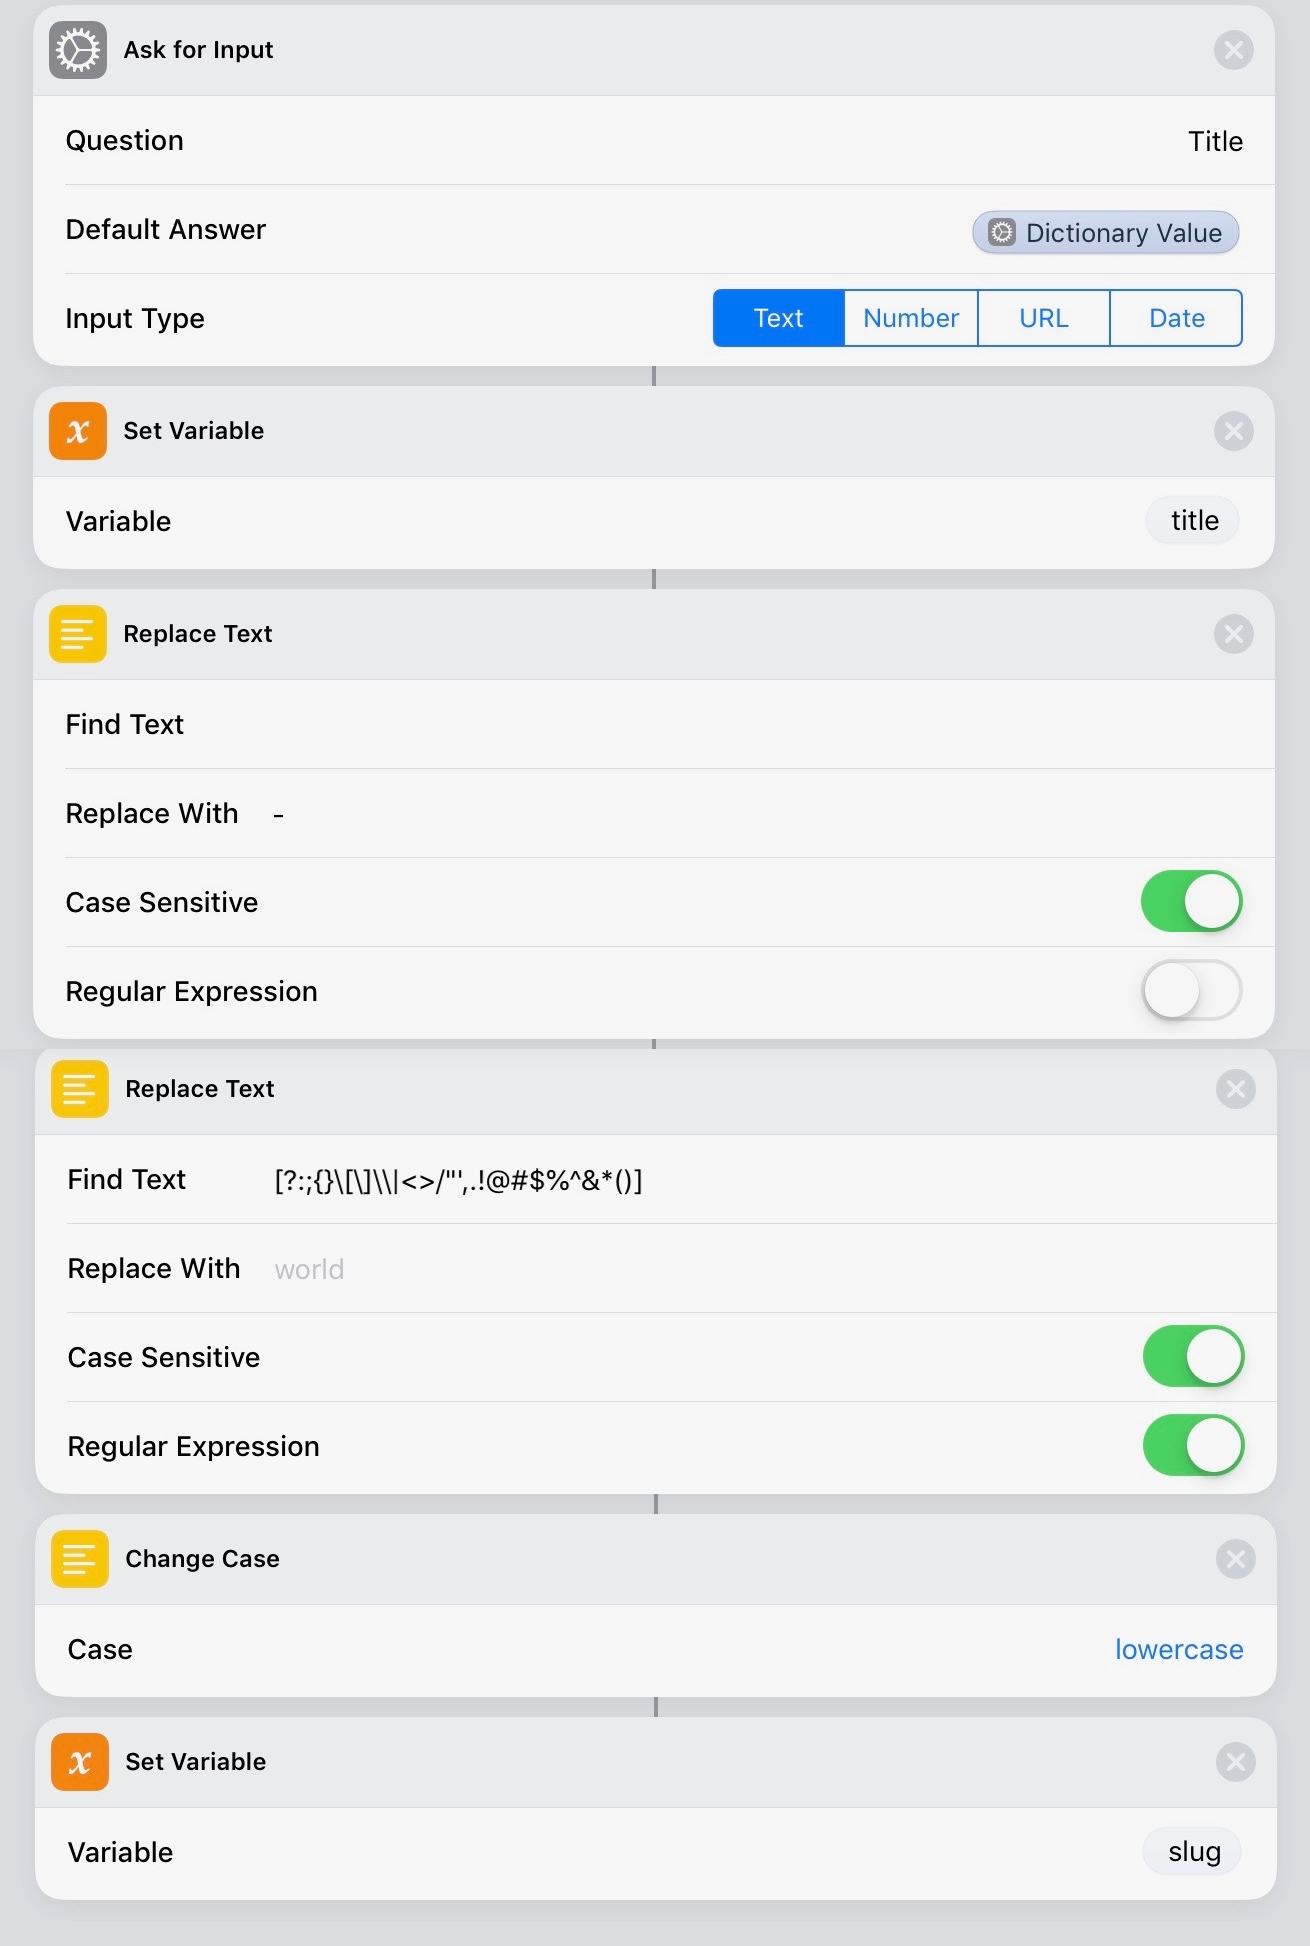 Ask for Input
Question Title
Default Answer Dictionary Value
Input Type Text Number URL Date
x Set Variable
Variable title
Replace Text
Find Text
Replace With -
Case Sensitive
Regular Expression
Replace Text
Find Text [?:;{}\[\]\\|<>/"',.!@#$%^&*()]
Replace With world
Case Sensitive
Regular Expression
Change Case
Case lowercase
x Set Variable
Variable slug